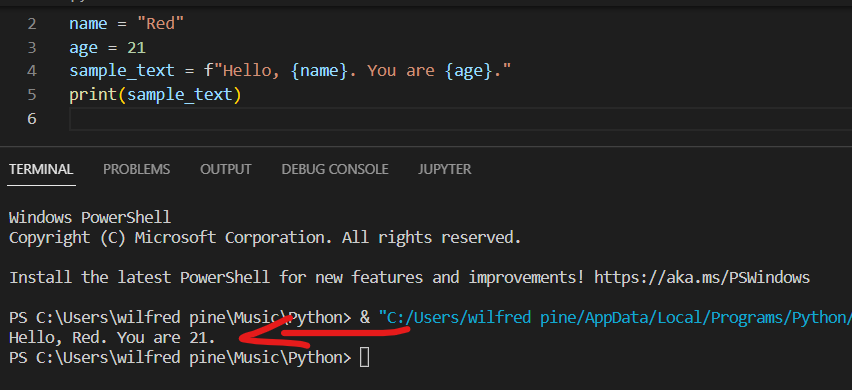 2 name = "Red"
3 age = 21
4 sample_text = f"Hello, {name}. You are {age}."
5 print(sample_text)
6
TERMINAL PROBLEMS OUTPUT DEBUG CONSOLE JUPYTER
Windows PowerShell
Copyright (C) Microsoft Corporation. All rights reserved.
Install the latest PowerShell for new features and improvements! https://aka.ms/PSWindows
PS C:\Users\wilfred pine\Music\Python> & "C:/Users/wilfred pine/AppData/Local/Programs/Python/
Hello, Red. You are 21.
PS C:\Users\wilfred pine\Music\Python>